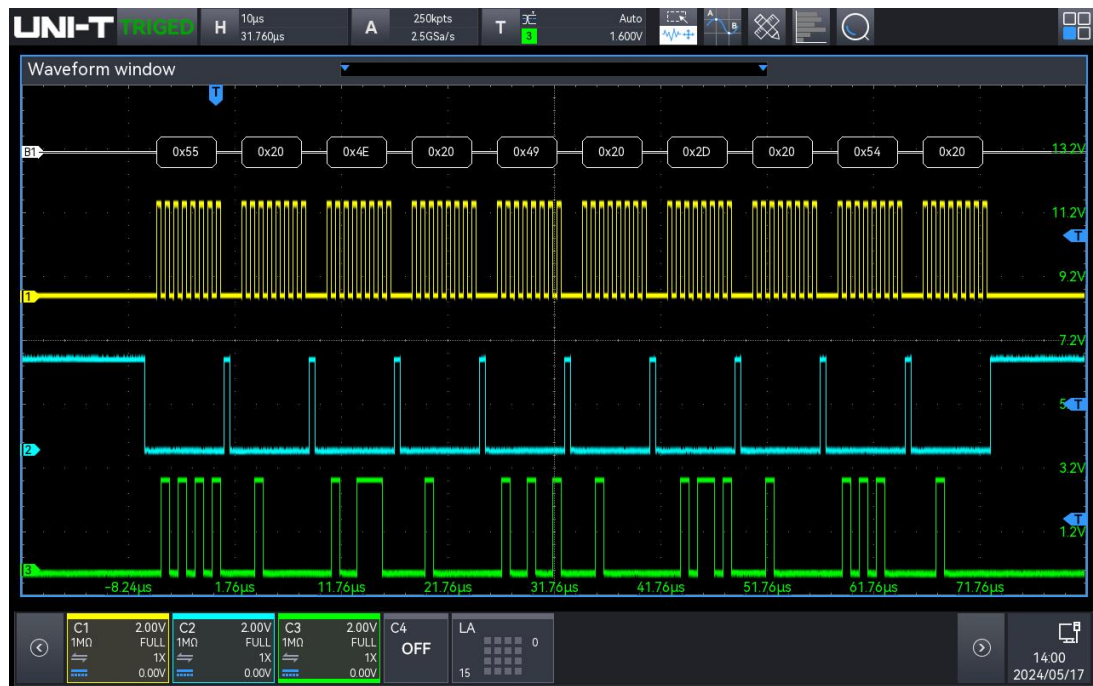 UNI-T TRIGED H 10µs 31.760µs A 250kpts 2.5GSa/s T 3 Auto 1.600V A B
Waveform window
T
B1 0x55 0x20 0x4E 0x20 0x49 0x20 0x2D 0x20 0x54 0x20 13.2V
11.2V
T
9.2V
1
7.2V
5 T
2
3.2V
T
1.2V
3
-8.24µs 1.76µs 11.76µs 21.76µs 31.76µs 41.76µs 51.76µs 61.76µs 71.76µs
C1 2.00V C2 2.00V C3 2.00V C4 LA
1MΩ FULL 1MΩ FULL 1MΩ FULL OFF 0
1X 1X 1X 14:00
0.00V 0.00V 0.00V 15 2024/05/17